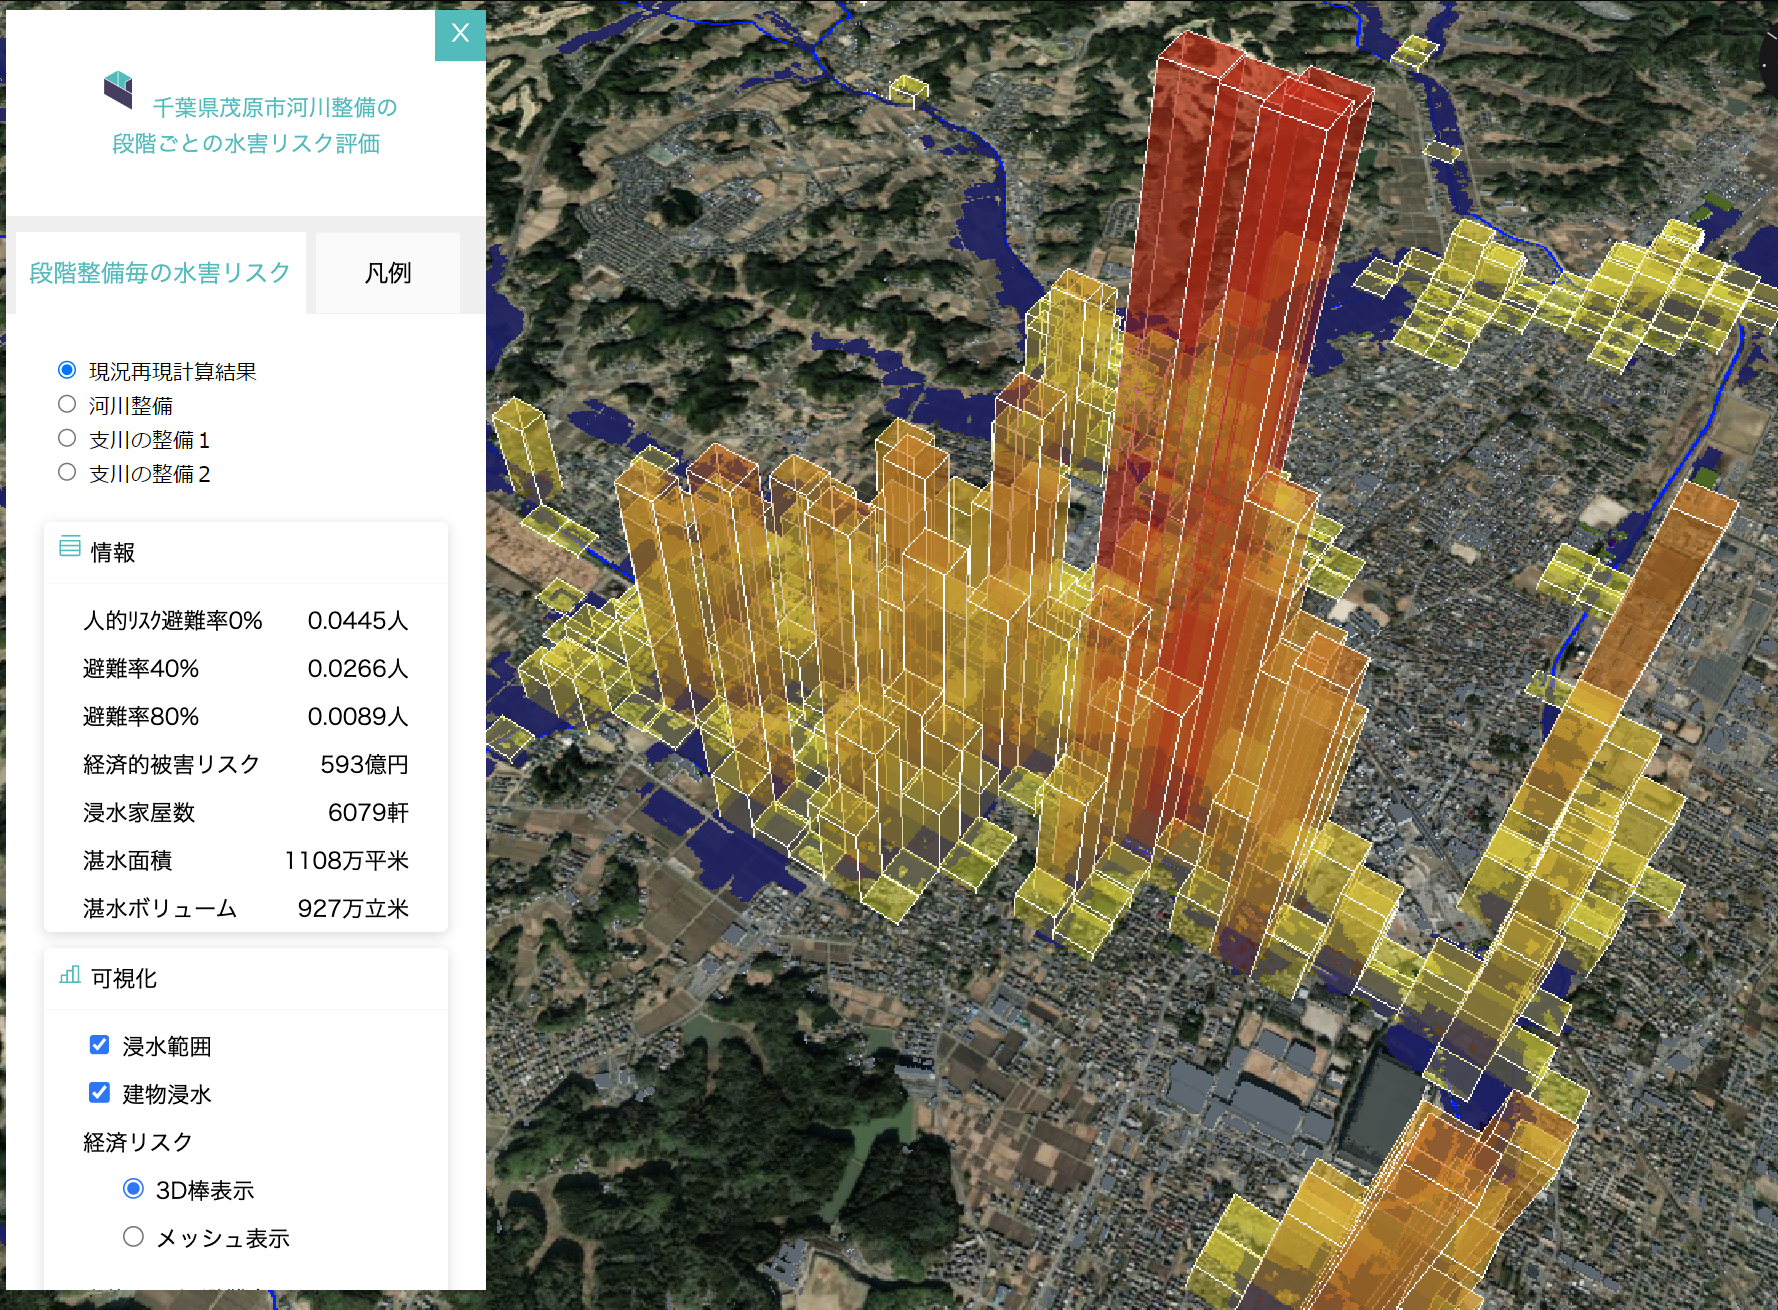 X
千葉県茂原市河川整備の
段階ごとの水害リスク評価
段階整備毎の水害リスク 凡例
現況再現計算結果
河川整備
支川の整備1
支川の整備2
情報
人的ﾘｽｸ避難率0% 0.0445人
避難率40% 0.0266人
避難率80% 0.0089人
経済的被害リスク 593億円
浸水家屋数 6079軒
湛水面積 1108万平米
湛水ボリューム 927万立米
可視化
浸水範囲
建物浸水
経済リスク
3D棒表示
メッシュ表示